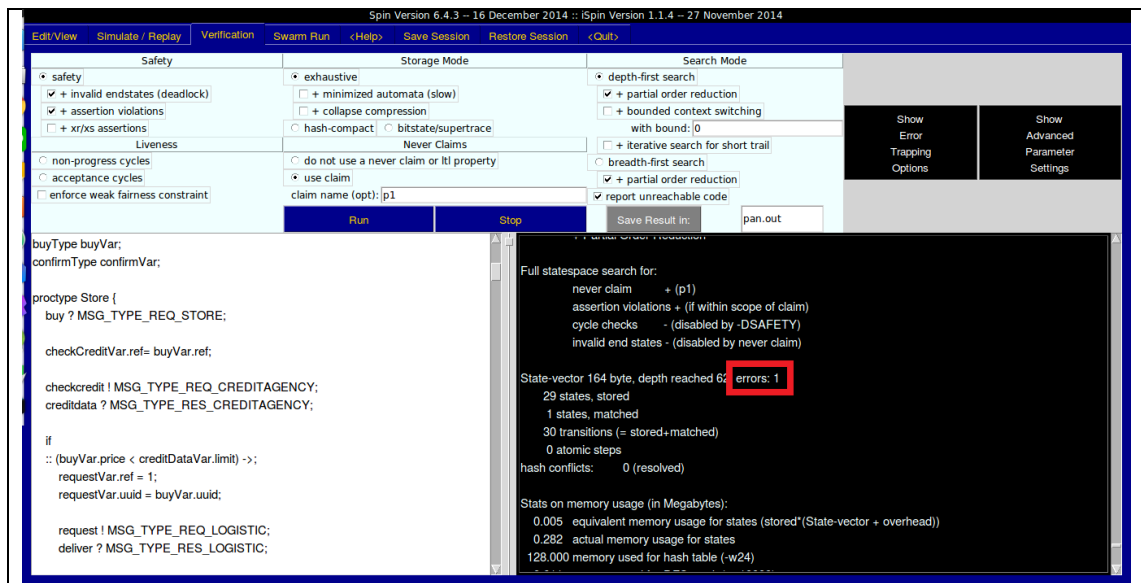 Spin Version 6.4.3 -- 16 December 2014 :: iSpin Version 1.1.4 -- 27 November 2014
Edit/View Simulate / Replay Verification Swarm Run <Help> Save Session Restore Session <Quit>
Safety
safety
+ invalid endstates (deadlock)
+ assertion violations
+ xr/xs assertions
Liveness
non-progress cycles
acceptance cycles
enforce weak fairness constraint
Storage Mode
exhaustive
+ minimized automata (slow)
+ collapse compression
hash-compact bitstate/supertrace
Never Claims
do not use a never claim or ltl property
use claim
claim name (opt): p1
Search Mode
depth-first search
+ partial order reduction
+ bounded context switching
with bound: 0
+ iterative search for short trail
breadth-first search
+ partial order reduction
report unreachable code
Show
Error
Trapping
Options
Show
Advanced
Parameter
Settings
Run Stop Save Result in: pan.out
buyType buyVar;
confirmType confirmVar;
proctype Store {
buy ? MSG_TYPE_REQ_STORE;
checkCreditVar.ref= buyVar.ref;
checkcredit ! MSG_TYPE_REQ_CREDITAGENCY;
creditdata ? MSG_TYPE_RES_CREDITAGENCY;
if
:: (buyVar.price < creditDataVar.limit) ->;
requestVar.ref = 1;
requestVar.uuid = buyVar.uuid;
request ! MSG_TYPE_REQ_LOGISTIC;
deliver ? MSG_TYPE_RES_LOGISTIC;
+ Partial Order Reduction
Full statespace search for:
never claim + (p1)
assertion violations + (if within scope of claim)
cycle checks - (disabled by -DSAFETY)
invalid end states - (disabled by never claim)
State-vector 164 byte, depth reached 62, errors: 1
29 states, stored
1 states, matched
30 transitions (= stored+matched)
0 atomic steps
hash conflicts: 0 (resolved)
Stats on memory usage (in Megabytes):
0.005 equivalent memory usage for states (stored*(State-vector + overhead))
0.282 actual memory usage for states
128.000 memory used for hash table (-w24)